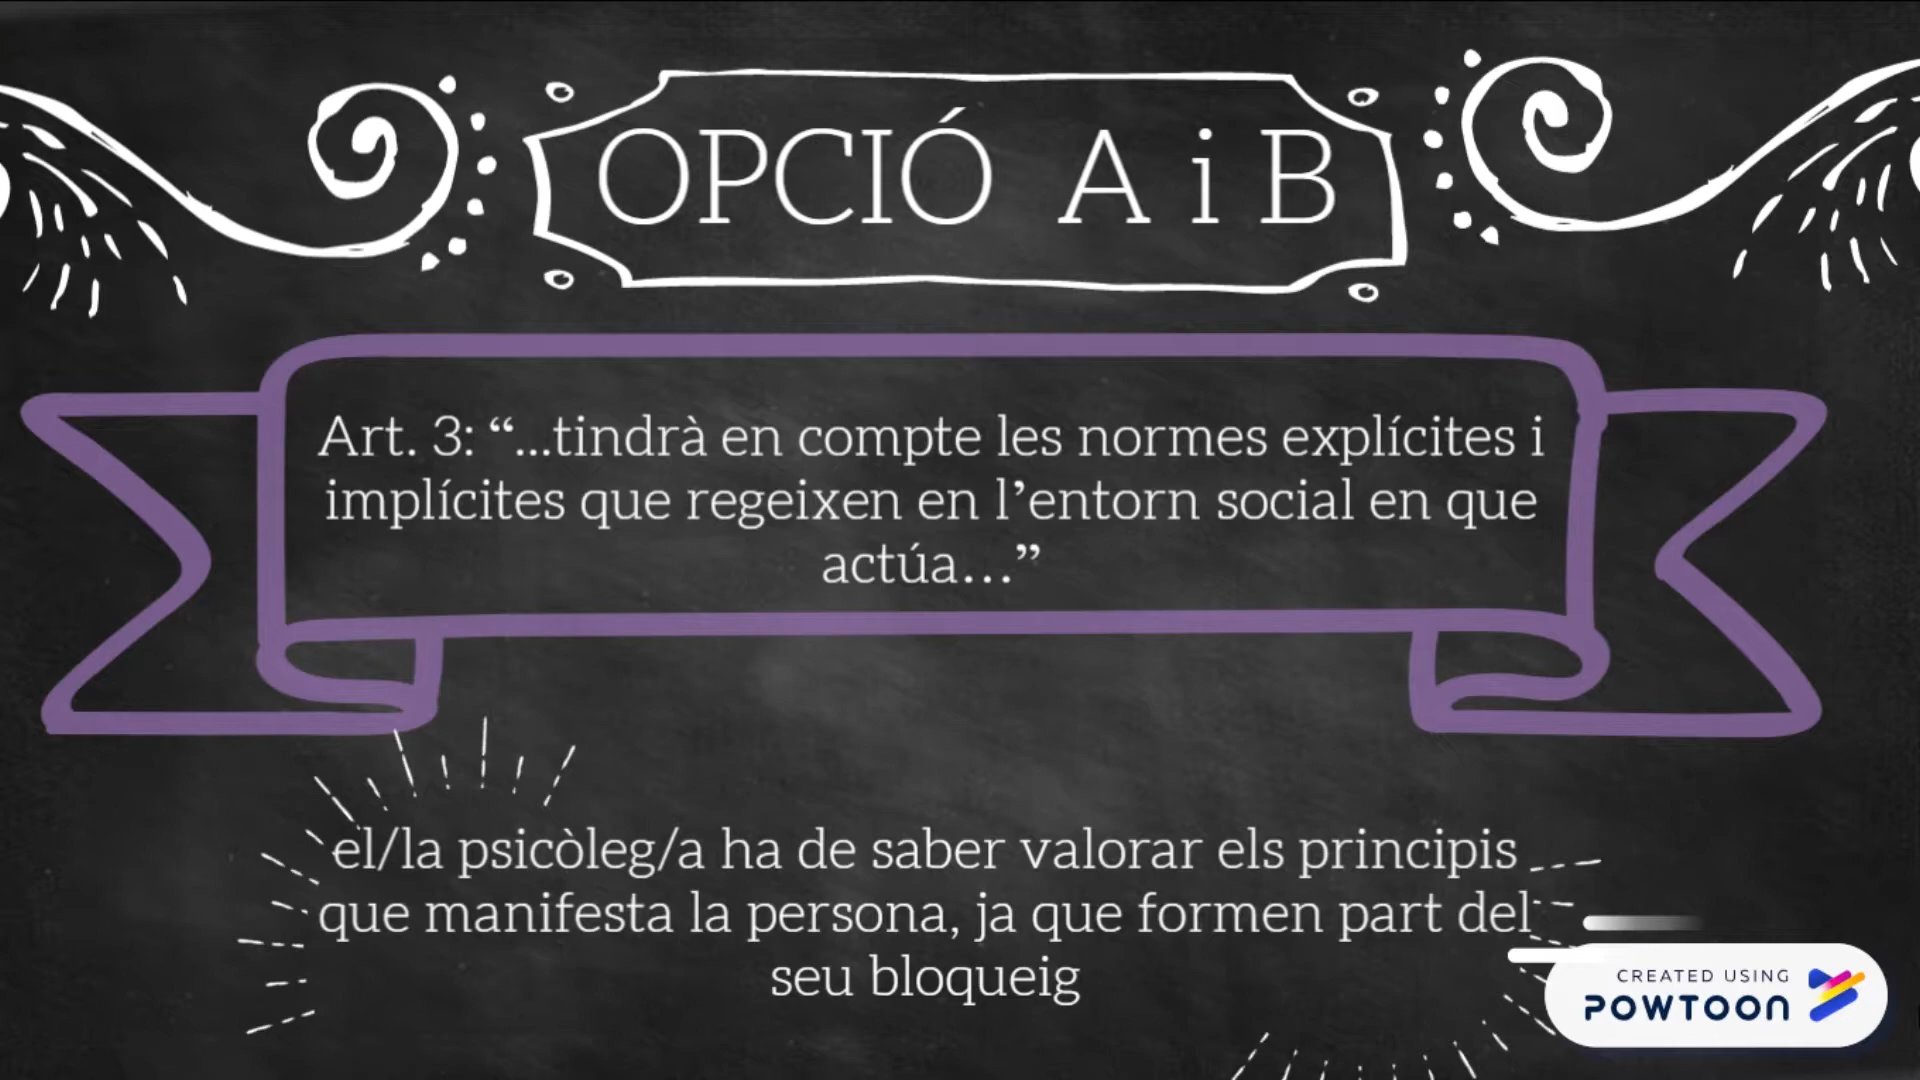 OPCIÓ A i B
Art. 3: “...tindrà en compte les normes explícites i
implícites que regeixen en l’entorn social en que
actúa...”
el/la psicòleg/a ha de saber valorar els principis
que manifesta la persona, ja que formen part del
seu bloqueig
CREATED USING
POWTOON